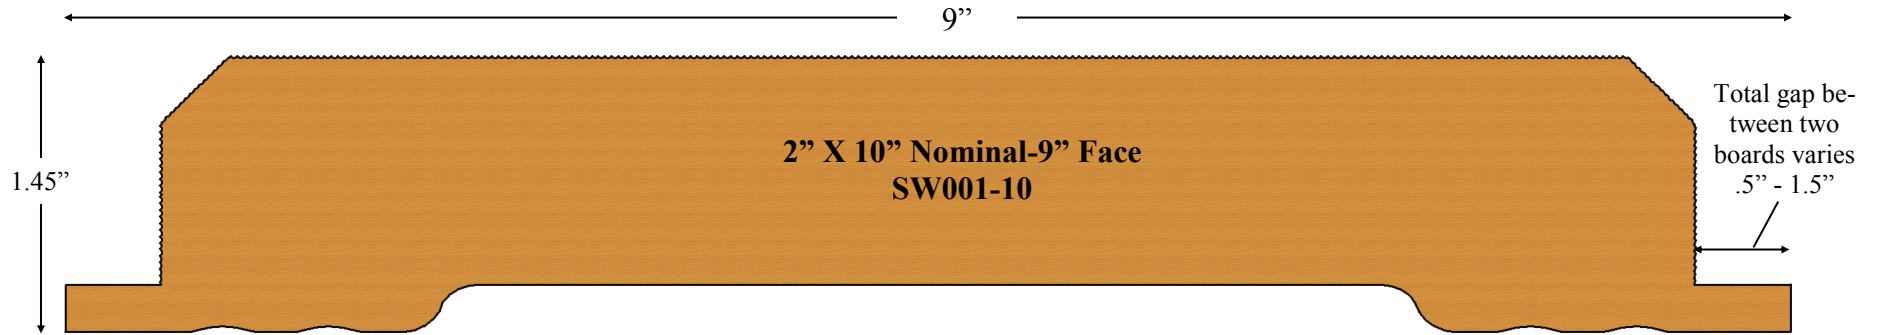 9”
Total gap be-
tween two
boards varies
.5” - 1.5”
2” X 10” Nominal-9” Face
SW001-10
1.45”